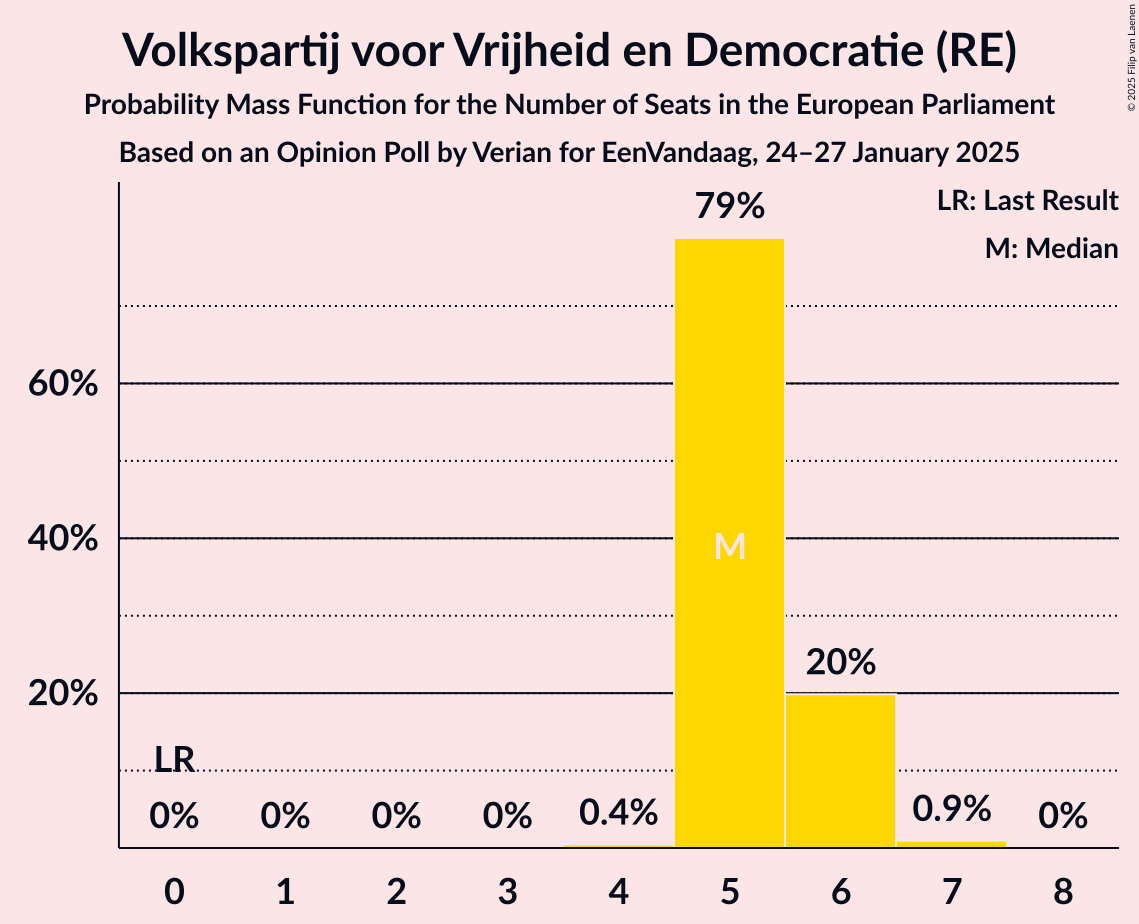 Volkspartij voor Vrijheid en Democratie (RE)
Probability Mass Function for the Number of Seats in the European Parliament
Based on an Opinion Poll by Verian for EenVandaag, 24–27 January 2025
© 2025 Filip van Laenen
LR: Last Result
M: Median
79%
60%
40%
M
20%
20%
LR
0%
0%
0%
0%
0.4%
0.9%
0%
0
1
2
3
4
5
6
7
8